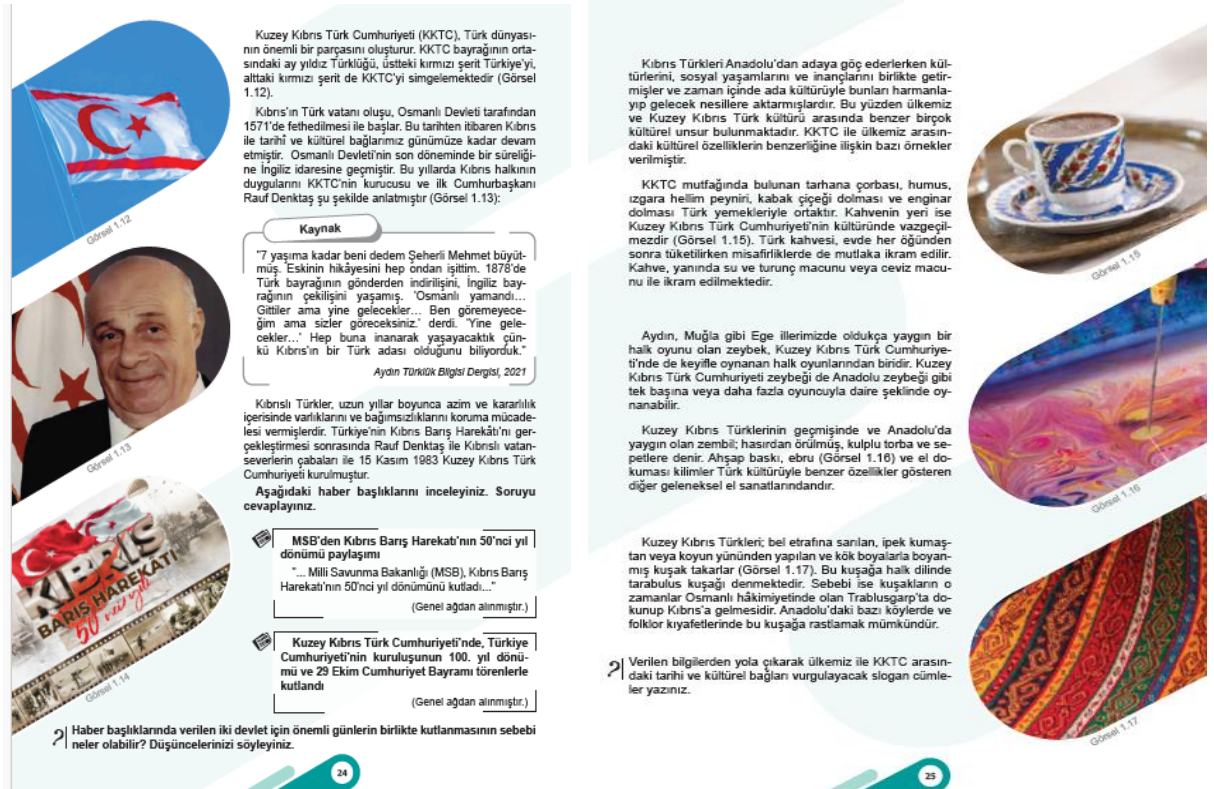 Kuzey Kıbrıs Türk Cumhuriyeti (KKTC), Türk dünyası-
nın önemli bir parçasını oluşturur. KKTC bayrağının orta-
sındaki ay yıldız Türklüğü, üstteki kırmızı şerit Türkiye'yi,
alttaki kırmızı şerit de KKTC'yi simgelemektedir (Görsel
1.12).
Kıbrıs'ın Türk vatanı oluşu, Osmanlı Devleti tarafından
1571'de fethedilmesi ile başlar. Bu tarihten itibaren Kıbrıs
ile tarihî ve kültürel bağlarımız günümüze kadar devam
etmiştir. Osmanlı Devleti'nin son döneminde bir süreliği-
ne İngiliz idaresine geçmiştir. Bu yıllarda Kıbrıs halkının
duygularını KKTC'nin kurucusu ve ilk Cumhurbaşkanı
Rauf Denktaş şu şekilde anlatmıştır (Görsel 1.13):
Görsel 1.12
Kaynak
"7 yaşıma kadar beni dedem Şeherli Mehmet büyüt-
müş. Eskinin hikâyesini hep ondan işittim. 1878'de
Türk bayrağının gönderden indirilişini, İngiliz bay-
rağının çekilişini yaşamış. 'Osmanlı yamandı...
Gittiler ama yine gelecekler... Ben göremeyece-
ğim ama sizler göreceksiniz.' derdi. 'Yine gele-
cekler...' Hep buna inanarak yaşayacaktık çün-
kü Kıbrıs'ın bir Türk adası olduğunu biliyorduk."
Aydın Türklük Bilgisi Dergisi, 2021
Görsel 1.13
Kıbrıslı Türkler, uzun yıllar boyunca azim ve kararlılık
içerisinde varlıklarını ve bağımsızlıklarını koruma mücade-
lesi vermişlerdir. Türkiye'nin Kıbrıs Barış Harekâtı'nı ger-
çekleştirmesi sonrasında Rauf Denktaş ile Kıbrıslı vatan-
severlerin çabaları ile 15 Kasım 1983 Kuzey Kıbrıs Türk
Cumhuriyeti kurulmuştur.
Aşağıdaki haber başlıklarını inceleyiniz. Soruyu
cevaplayınız.
KIBRIS
BARIŞ HAREKATI
50'nci yılı
Görsel 1.14
MSB'den Kıbrıs Barış Harekatı'nın 50'nci yıl
dönümü paylaşımı
"... Milli Savunma Bakanlığı (MSB), Kıbrıs Barış
Harekatı'nın 50'nci yıl dönümünü kutladı..."
(Genel ağdan alınmıştır.)
Kuzey Kıbrıs Türk Cumhuriyeti'nde, Türkiye
Cumhuriyeti'nin kuruluşunun 100. yıl dönü-
mü ve 29 Ekim Cumhuriyet Bayramı törenlerle
kutlandı
(Genel ağdan alınmıştır.)
Haber başlıklarında verilen iki devlet için önemli günlerin birlikte kutlanmasının sebebi
neler olabilir? Düşüncelerinizi söyleyiniz.
24
Kıbrıs Türkleri Anadolu'dan adaya göç ederlerken kül-
türlerini, sosyal yaşamlarını ve inançlarını birlikte getir-
mişler ve zaman içinde ada kültürüyle bunları harmanla-
yıp gelecek nesillere aktarmışlardır. Bu yüzden ülkemiz
ve Kuzey Kıbrıs Türk kültürü arasında benzer birçok
kültürel unsur bulunmaktadır. KKTC ile ülkemiz arasın-
daki kültürel özelliklerin benzerliğine ilişkin bazı örnekler
verilmiştir.
KKTC mutfağında bulunan tarhana çorbası, humus,
ızgara hellim peyniri, kabak çiçeği dolması ve enginar
dolması Türk yemekleriyle ortaktır. Kahvenin yeri ise
Kuzey Kıbrıs Türk Cumhuriyeti'nin kültüründe vazgeçil-
mezdir (Görsel 1.15). Türk kahvesi, evde her öğünden
sonra tüketilirken misafirliklerde de mutlaka ikram edilir.
Kahve, yanında su ve turunç macunu veya ceviz macu-
nu ile ikram edilmektedir.
Görsel 1.15
Aydın, Muğla gibi Ege illerimizde oldukça yaygın bir
halk oyunu olan zeybek, Kuzey Kıbrıs Türk Cumhuriye-
ti'nde de keyifle oynanan halk oyunlarından biridir. Kuzey
Kıbrıs Türk Cumhuriyeti zeybeği de Anadolu zeybeği gibi
tek başına veya daha fazla oyuncuyla daire şeklinde oy-
nanabilir.
Kuzey Kıbrıs Türklerinin geçmişinde ve Anadolu'da
yaygın olan zembil; hasırdan örülmüş, kulplu torba ve se-
petlere denir. Ahşap baskı, ebru (Görsel 1.16) ve el do-
kuması kilimler Türk kültürüyle benzer özellikler gösteren
diğer geleneksel el sanatlarındandır.
Görsel 1.16
Kuzey Kıbrıs Türkleri; bel etrafına sarılan, ipek kumaş-
tan veya koyun yününden yapılan ve kök boyalarla boyan-
mış kuşak takarlar (Görsel 1.17). Bu kuşağa halk dilinde
tarabulus kuşağı denmektedir. Sebebi ise kuşakların o
zamanlar Osmanlı hâkimiyetinde olan Trablusgarp'ta do-
kunup Kıbrıs'a gelmesidir. Anadolu'daki bazı köylerde ve
folklor kıyafetlerinde bu kuşağa rastlamak mümkündür.
Verilen bilgilerden yola çıkarak ülkemiz ile KKTC arasın-
daki tarihi ve kültürel bağları vurgulayacak slogan cümle-
ler yazınız.
Görsel 1.17
25